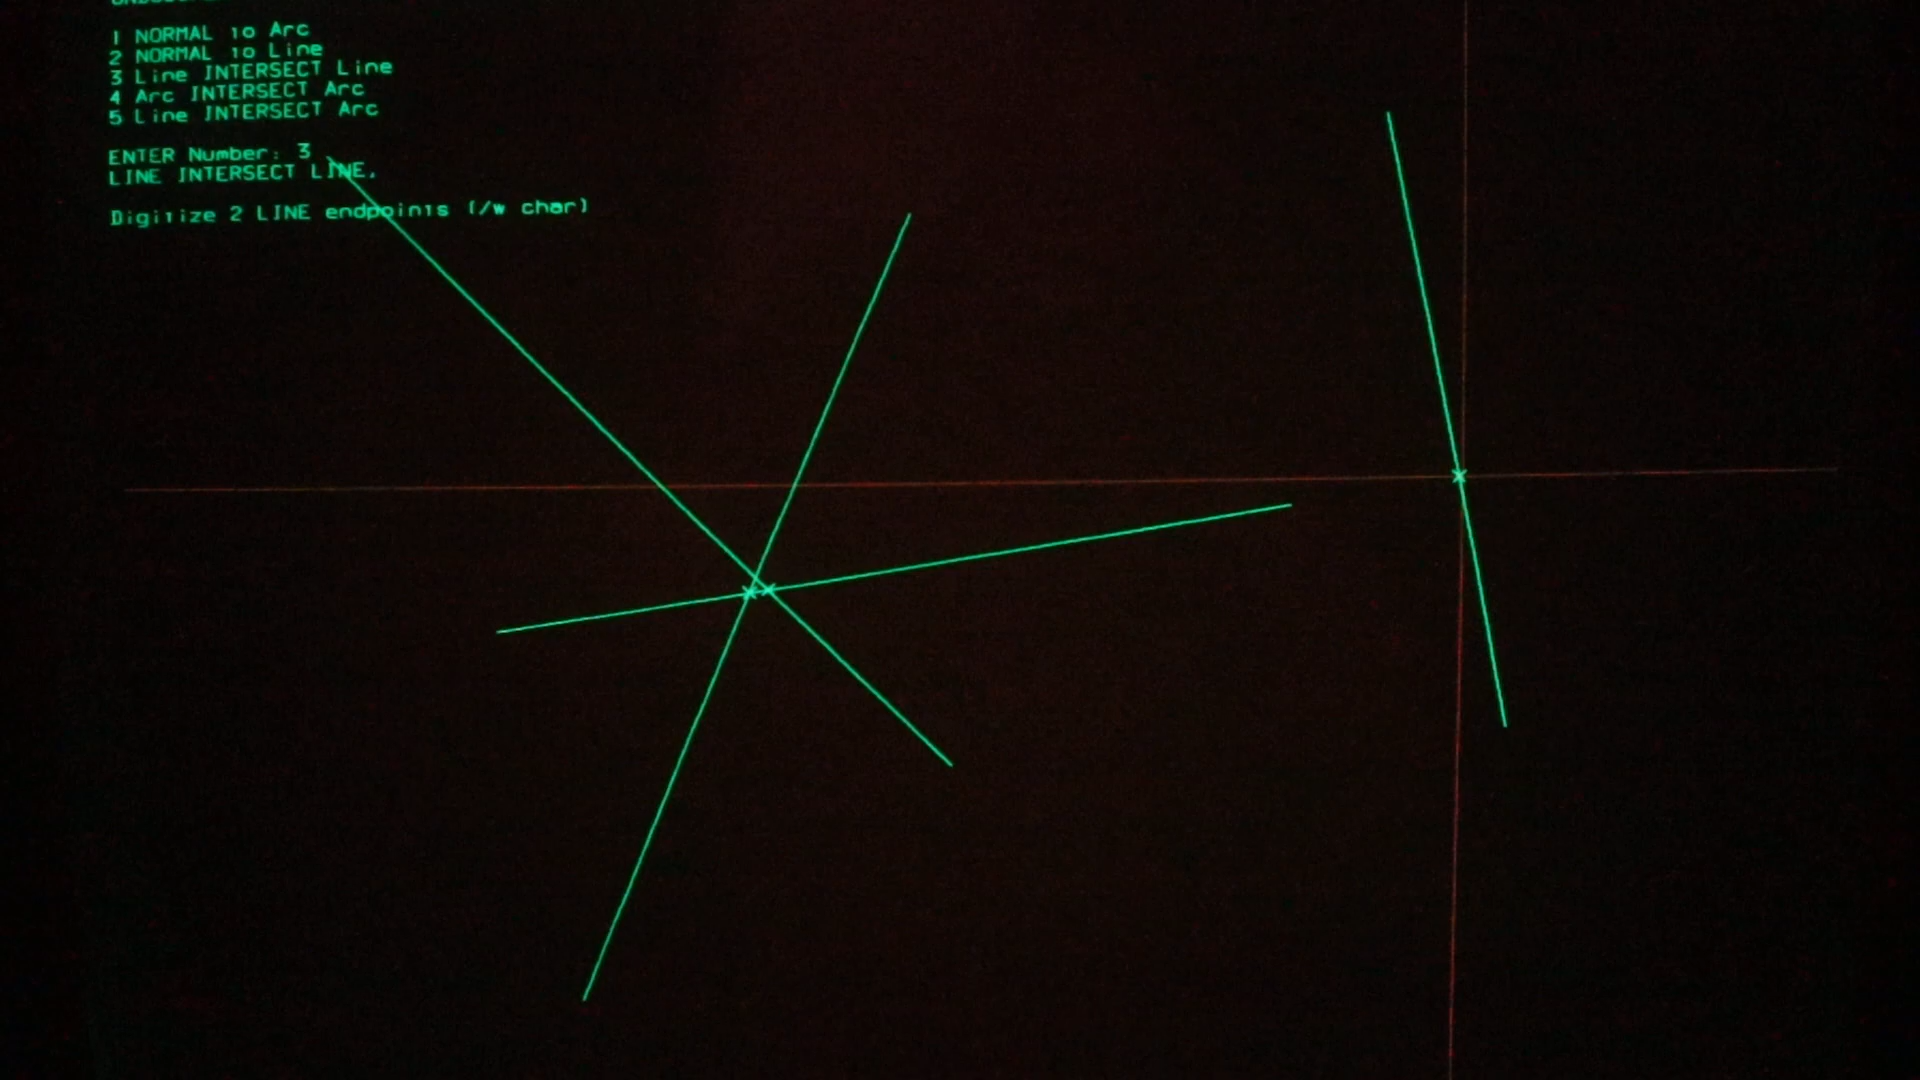 1 NORMAL to Arc
2 NORMAL to Line
3 Line INTERSECT Line
4 Arc INTERSECT Arc
5 Line INTERSECT Arc
ENTER Number: 3
LINE INTERSECT LINE.
Digitize 2 LINE endpoints (/w char)